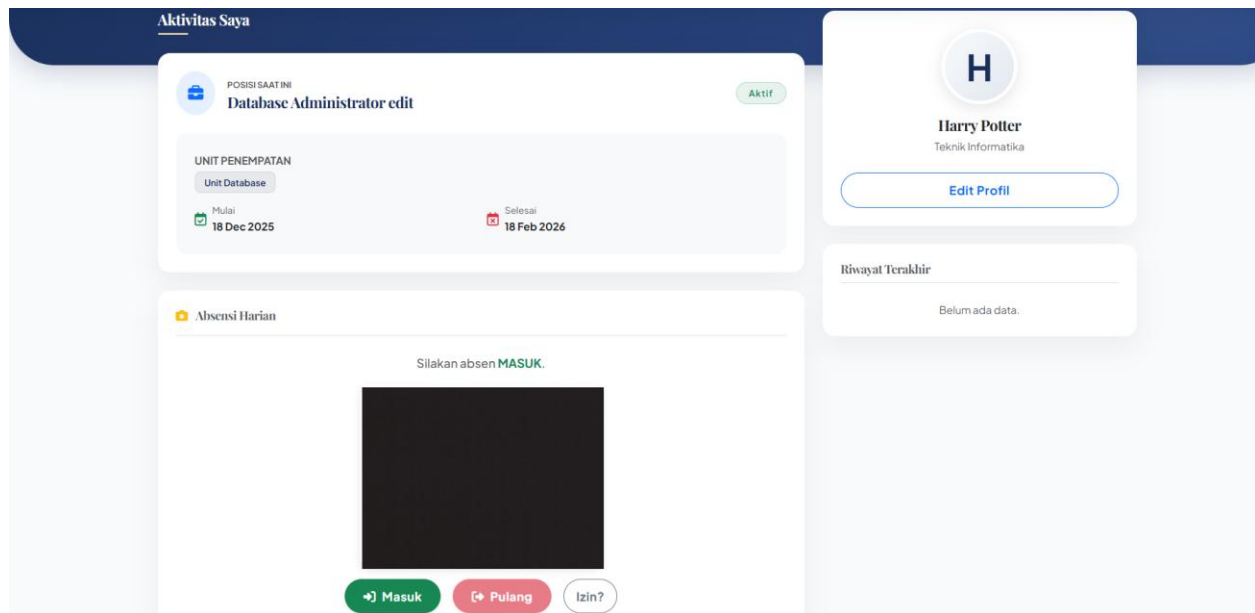 Aktivitas Saya
POSISI SAAT INI
Database Administrator edit
Aktif
UNIT PENEMPATAN
Unit Database
Mulai
18 Dec 2025
Selesai
18 Feb 2026
Absensi Harian
Silakan absen MASUK.
Masuk
Pulang
Izin?
H
Harry Potter
Teknik Informatika
Edit Profil
Riwayat Terakhir
Belum ada data.